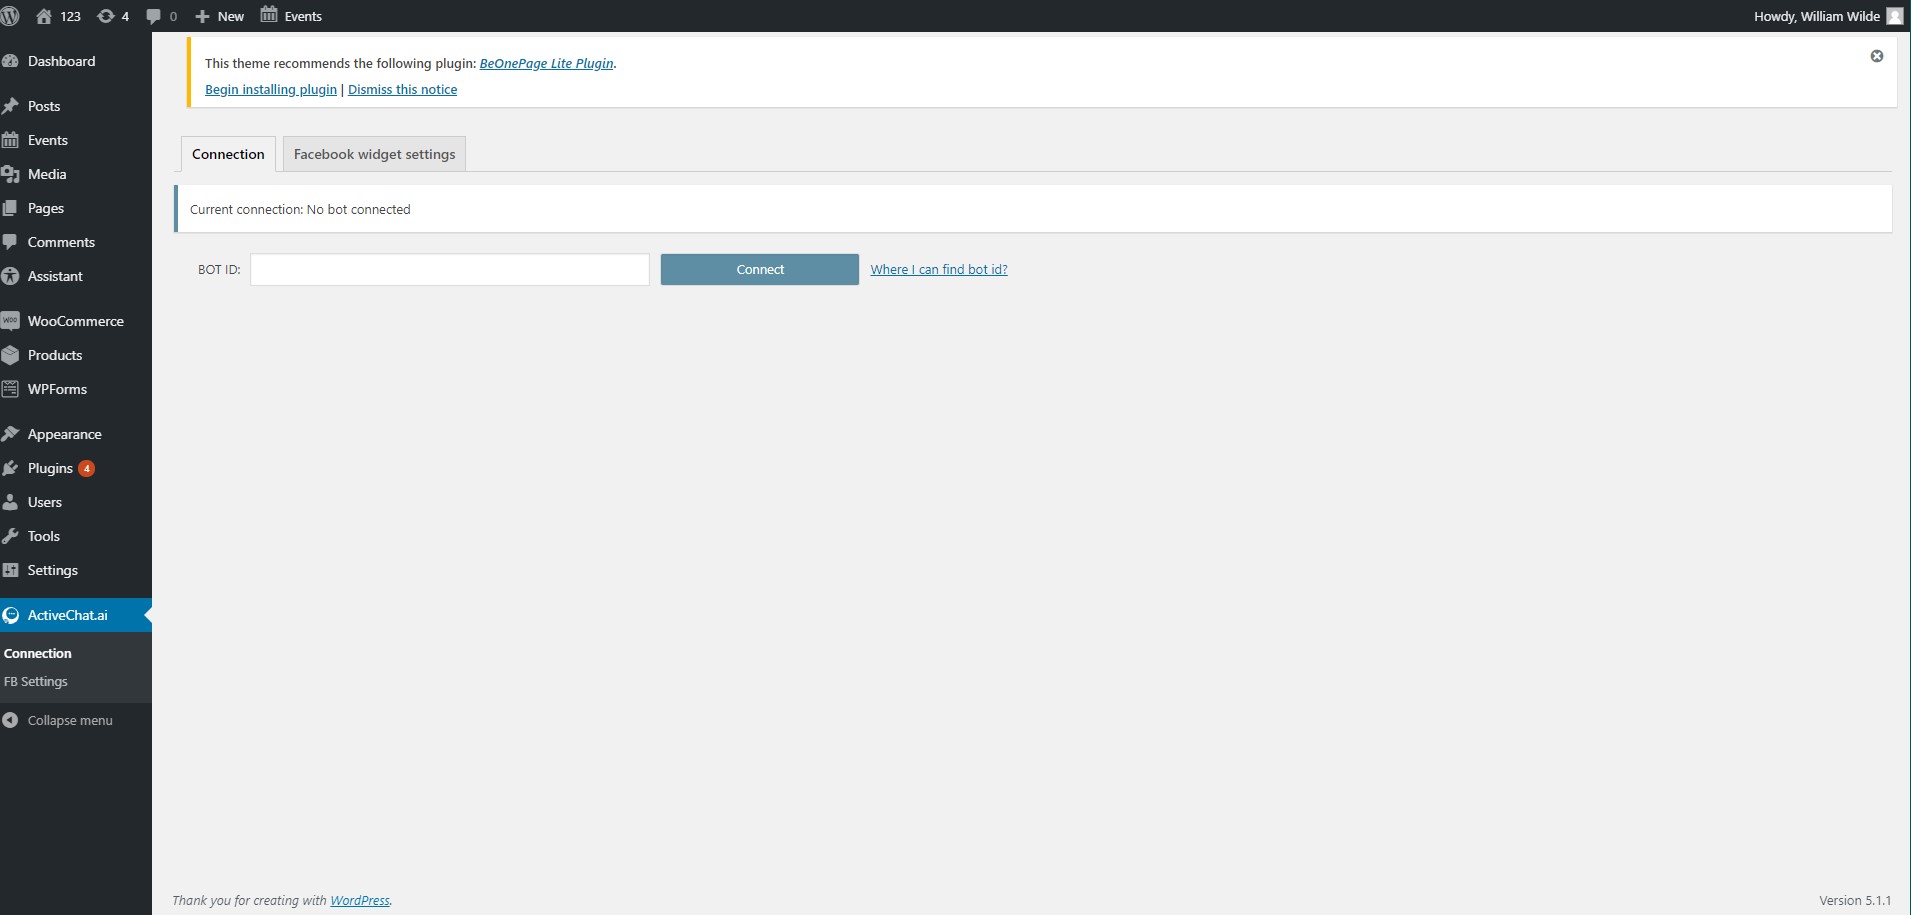 123 4 0 New Events Howdy, William Wilde
Dashboard
Posts
Events
Media
Pages
Comments
Assistant
WooCommerce
Products
WPForms
Appearance
Plugins 4
Users
Tools
Settings
ActiveChat.ai
Connection
FB Settings
Collapse menu
This theme recommends the following plugin: BeOnePage Lite Plugin.
Begin installing plugin | Dismiss this notice
Connection Facebook widget settings
Current connection: No bot connected
BOT ID: Connect Where I can find bot id?
Thank you for creating with WordPress. Version 5.1.1